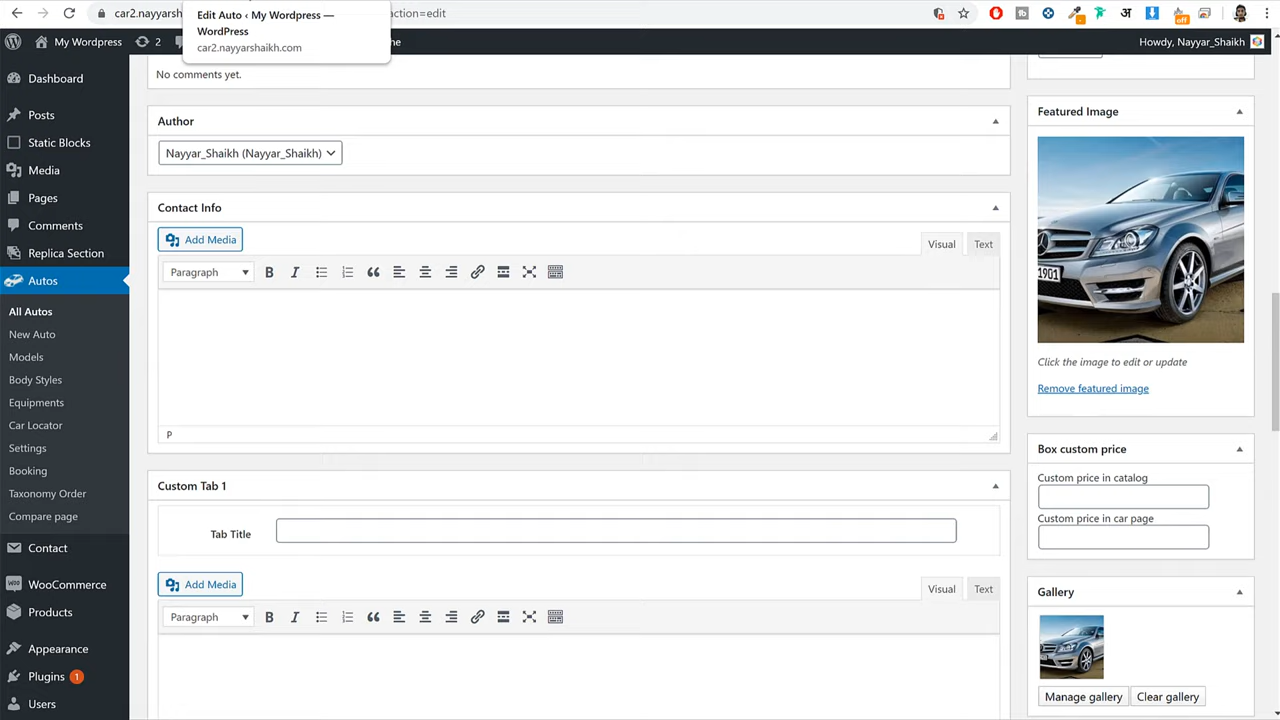 car2.nayyarsh
action=edit
Edit Auto ‹ My Wordpress —
WordPress
car2.nayyarshaikh.com
off
अ
My Wordpress
2
Howdy, Nayyar_Shaikh
Dashboard
Posts
Static Blocks
Media
Pages
Comments
Replica Section
Autos
All Autos
New Auto
Models
Body Styles
Equipments
Car Locator
Settings
Booking
Taxonomy Order
Compare page
Contact
WooCommerce
Products
Appearance
Plugins 1
Users
No comments yet.
Author
Nayyar_Shaikh (Nayyar_Shaikh)
Contact Info
Add Media
Visual
Text
Paragraph
B
I
P
Custom Tab 1
Tab Title
Add Media
Visual
Text
Paragraph
B
I
Featured Image
1901
Click the image to edit or update
Remove featured image
Box custom price
Custom price in catalog
Custom price in car page
Gallery
Manage gallery
Clear gallery